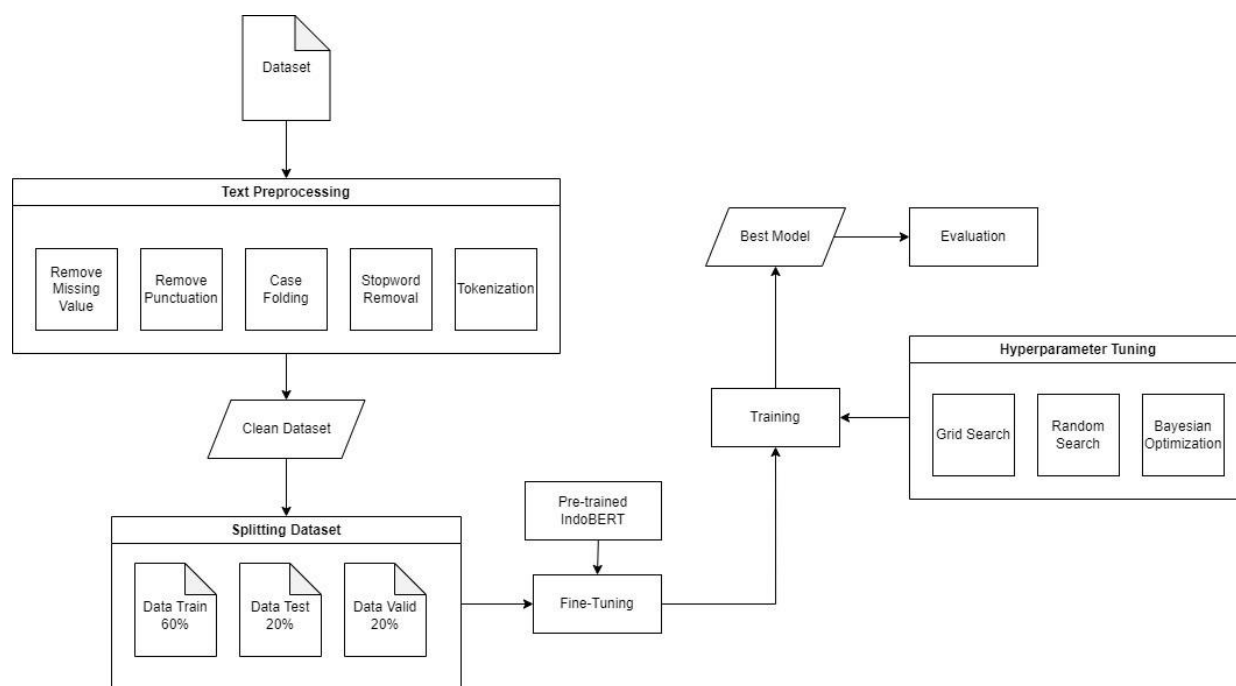 Dataset
Text Preprocessing
Remove
Missing
Value
Remove
Punctuation
Case
Folding
Stopword
Removal
Tokenization
Clean Dataset
Splitting Dataset
Data Train
60%
Data Test
20%
Data Valid
20%
Pre-trained
IndoBERT
Fine-Tuning
Training
Hyperparameter Tuning
Grid Search
Random
Search
Bayesian
Optimization
Best Model
Evaluation